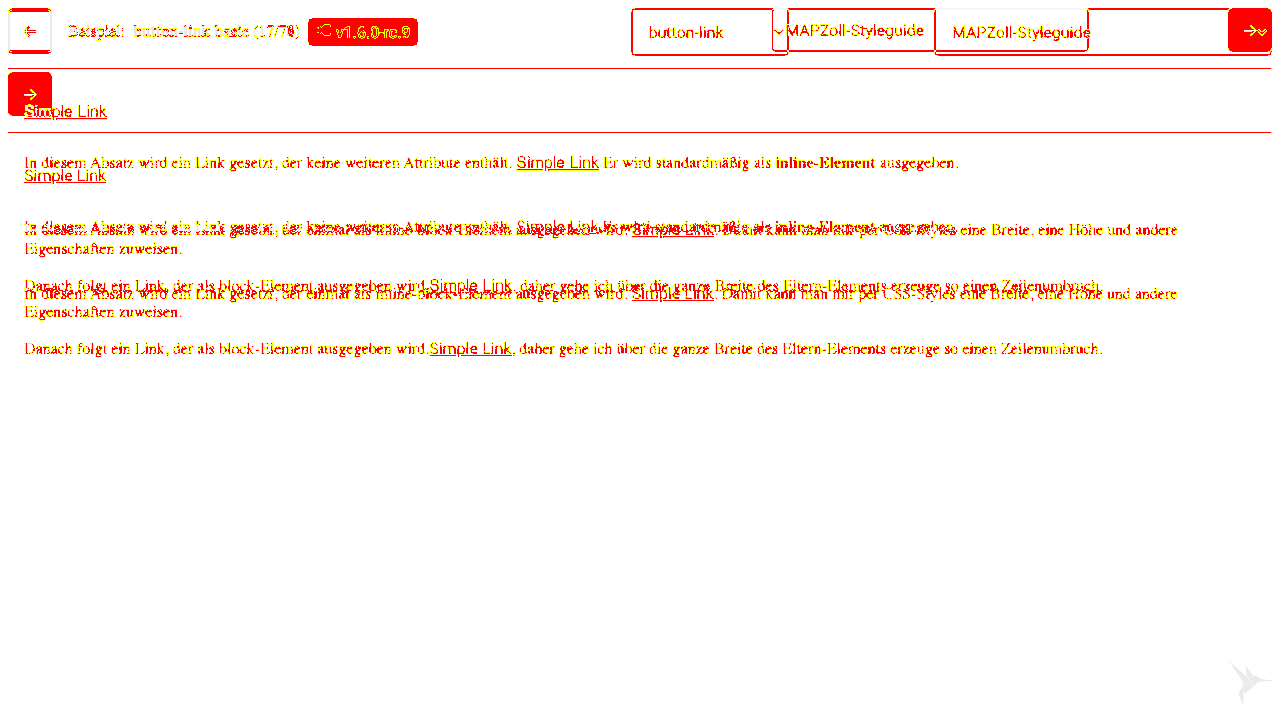 Beispiel: button-link basic (17/70) v1.6.0-rc.9 button-link MAPZoll-Styleguide MAPZoll-Styleguide
Simple Link
In diesem Absatz wird ein Link gesetzt, der keine weiteren Attribute enthält. Simple Link Er wird standardmäßig als inline-Element ausgegeben.
Simple Link
In diesem Absatz wird ein Link gesetzt, der keine weiteren Attribute enthält. Simple Link Er wird standardmäßig als inline-Element ausgegeben.
In diesem Absatz wird ein Link gesetzt, der einmal als inline-block-Element ausgegeben wird. Simple Link. Damit kann man mir per CSS-Styles eine Breite, eine Höhe und andere
Eigenschaften zuweisen.
Danach folgt ein Link, der als block-Element ausgegeben wird.Simple Link, daher gehe ich über die ganze Breite des Eltern-Elements erzeuge so einen Zeilenumbruch.
In diesem Absatz wird ein Link gesetzt, der einmal als inline-block-Element ausgegeben wird. Simple Link. Damit kann man mir per CSS-Styles eine Breite, eine Höhe und andere
Eigenschaften zuweisen.
Danach folgt ein Link, der als block-Element ausgegeben wird.Simple Link, daher gehe ich über die ganze Breite des Eltern-Elements erzeuge so einen Zeilenumbruch.